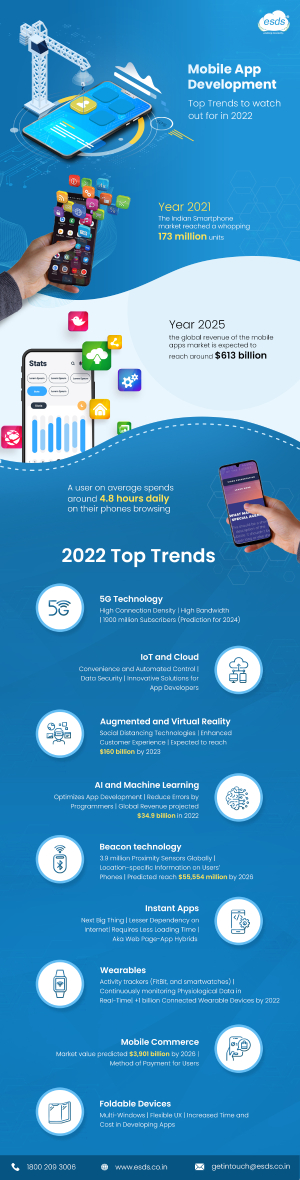 esds
Mobile App
Development
Top Trends to watch
out for in 2022
Year 2021
The Indian Smartphone
market reached a whopping
173 million units
Year 2025
the global revenue of the mobile
apps market is expected to
reach around $613 billion
Stats
A user on average spends
around 4.8 hours daily
on their phones browsing
2022 Top Trends
5G
5G Technology
High Connection Density | High Bandwidth
| 1000 million Subscribers (Prediction for 2024)
IoT and Cloud
Convenience and Automated Control |
Data Security | Innovative Solutions for
App Developers
Augmented and Virtual Reality
Social Distancing Technologies | Enhanced
Customer Experience | Expected to reach
$160 billion by 2023
AI and Machine Learning
Optimizes App Development | Reduce Errors by
Programmers | Global Revenue projected
$34.9 billion in 2022
Beacon technology
3.9 million Proximity Sensors Globally |
Location-specific Information on Users'
Phones | Predicted reach $55,554 million by 2026
Instant Apps
Next Big Thing | Lesser Dependency on
Internet| Requires Less Loading Time |
Aka Web Page-App Hybrids
Wearables
Activity trackers (FitBit, and smartwatches) |
Continuously monitoring Physiological Data in
Real-Time| +1 billion Connected Wearable Devices by 2022
Mobile Commerce
Market value predicted $3,901 billion by 2026 |
Method of Payment for Users
Foldable Devices
Multi-Windows | Flexible UX | Increased Time and
Cost in Developing Apps
1800 209 3006
www.esds.co.in
getintouch@esds.co.in